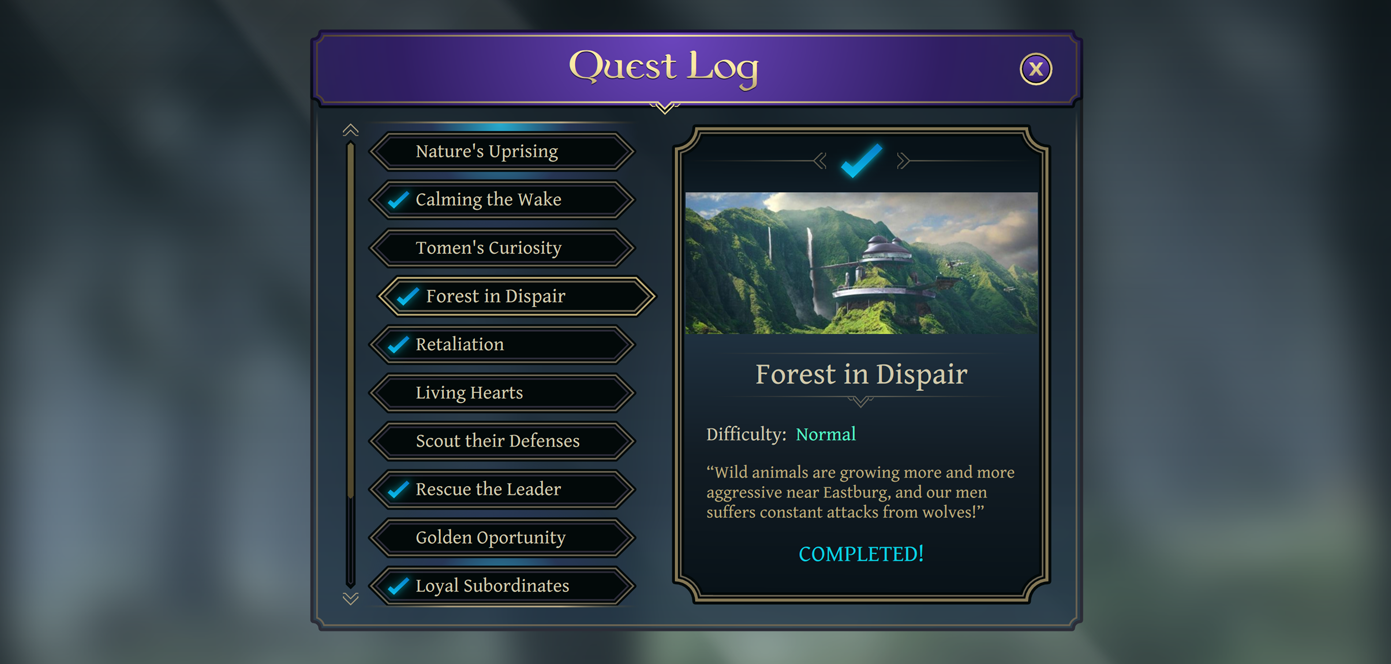 Quest Log
X
Nature's Uprising
Calming the Wake
Tomen's Curiosity
Forest in Dispair
Retaliation
Living Hearts
Scout their Defenses
Rescue the Leader
Golden Oportunity
Loyal Subordinates
Forest in Dispair
Difficulty: Normal
“Wild animals are growing more and more
aggressive near Eastburg, and our men
suffers constant attacks from wolves!”
COMPLETED!